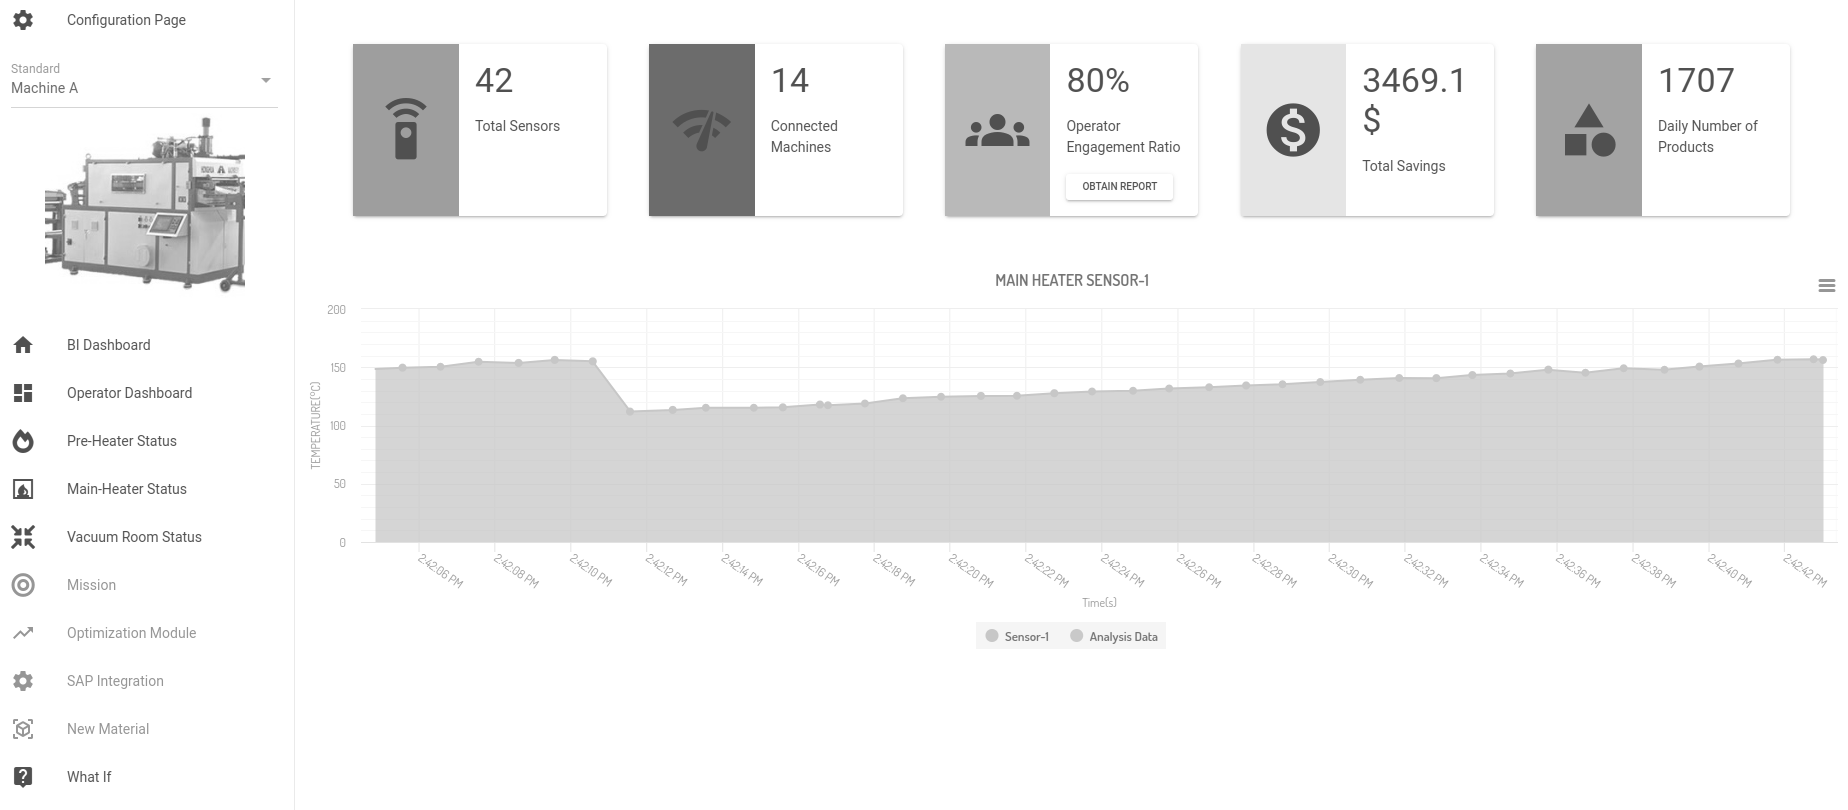 Configuration Page
Standard
Machine A
BI Dashboard
Operator Dashboard
Pre-Heater Status
Main-Heater Status
Vacuum Room Status
Mission
Optimization Module
SAP Integration
New Material
What If
42
Total Sensors
14
Connected
Machines
80%
Operator
Engagement Ratio
OBTAIN REPORT
3469.1
$
Total Savings
1707
Daily Number of
Products
MAIN HEATER SENSOR-1
TEMPERATURE(°C)
200
150
100
50
0
2:42:06 PM
2:42:08 PM
2:42:10 PM
2:42:12 PM
2:42:14 PM
2:42:16 PM
2:42:18 PM
2:42:20 PM
2:42:22 PM
2:42:24 PM
2:42:26 PM
2:42:28 PM
2:42:30 PM
2:42:32 PM
2:42:34 PM
2:42:36 PM
2:42:38 PM
2:42:40 PM
2:42:42 PM
Time(s)
Sensor-1
Analysis Data